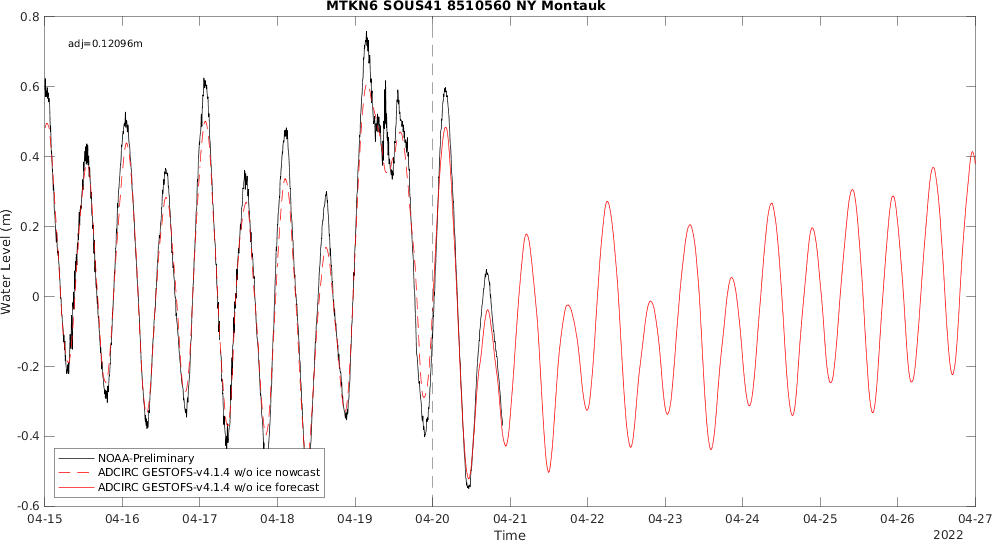 MTKN6 SOUS41 8510560 NY Montauk
adj=0.12096m
0.8
0.6
0.4
0.2
0
-0.2
-0.4
-0.6
Water Level (m)
NOAA-Preliminary
ADCIRC GESTOFS-v4.1.4 w/o ice nowcast
ADCIRC GESTOFS-v4.1.4 w/o ice forecast
04-15 04-16 04-17 04-18 04-19 04-20 04-21 04-22 04-23 04-24 04-25 04-26 04-27
Time
2022